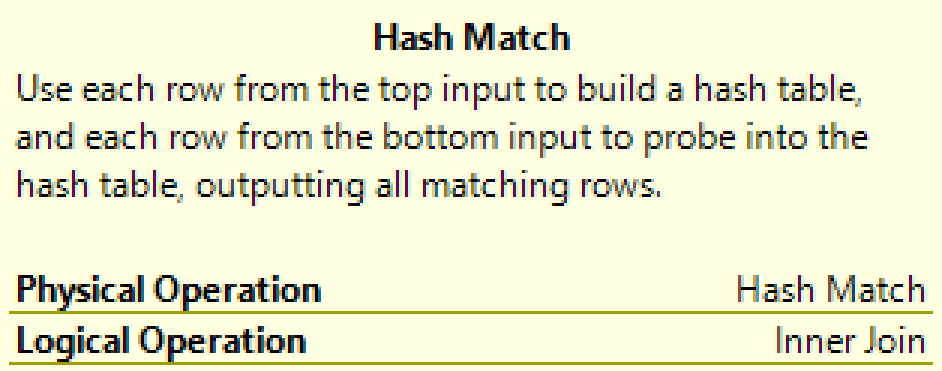 Hash Match
Use each row from the top input to build a hash table,
and each row from the bottom input to probe into the
hash table, outputting all matching rows.
Physical Operation Hash Match
Logical Operation Inner Join